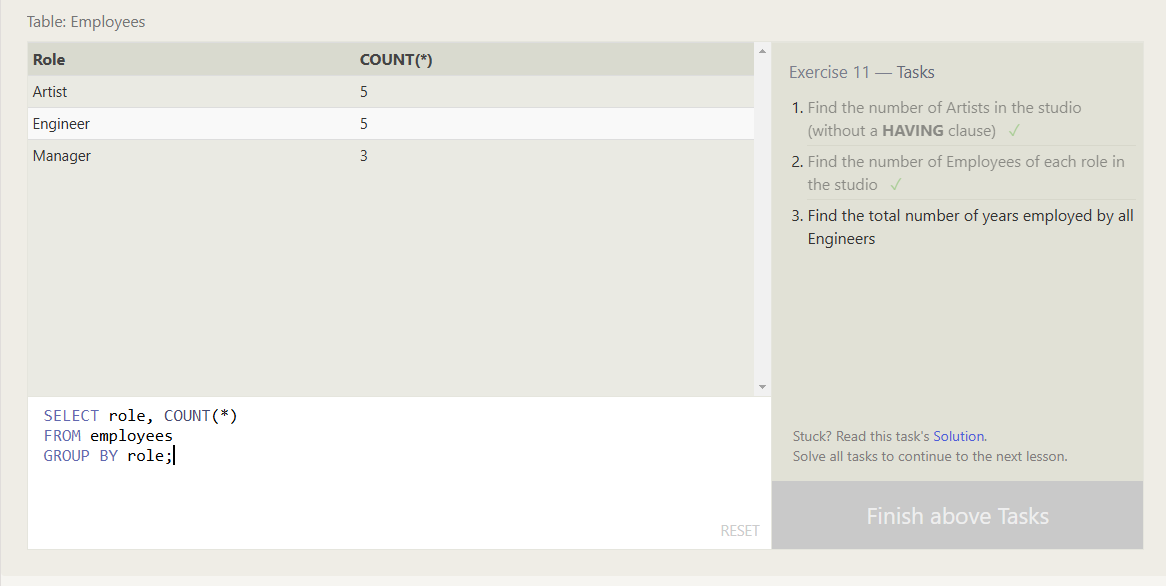 Table: Employees
Role COUNT(*)
Artist 5
Engineer 5
Manager 3
SELECT role, COUNT(*)
FROM employees
GROUP BY role;
RESET
Exercise 11 — Tasks
1. Find the number of Artists in the studio
(without a HAVING clause) ✓
2. Find the number of Employees of each role in
the studio ✓
3. Find the total number of years employed by all
Engineers
Stuck? Read this task's Solution.
Solve all tasks to continue to the next lesson.
Finish above Tasks